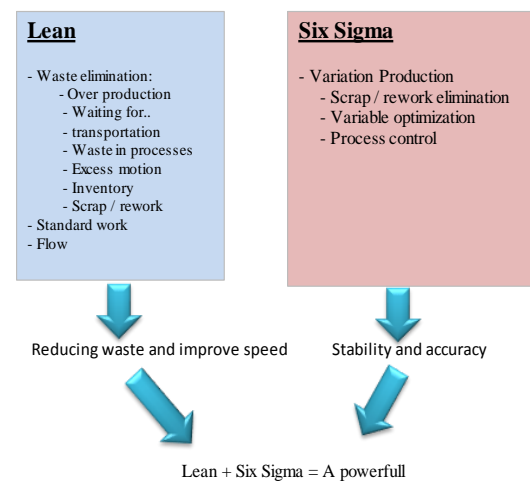 Lean
- Waste elimination:
- Over production
- Waiting for..
- transportation
- Waste in processes
- Excess motion
- Inventory
- Scrap / rework
- Standard work
- Flow
Six Sigma
- Variation Production
- Scrap / rework elimination
- Variable optimization
- Process control
Reducing waste and improve speed
Stability and accuracy
Lean + Six Sigma = A powerfull